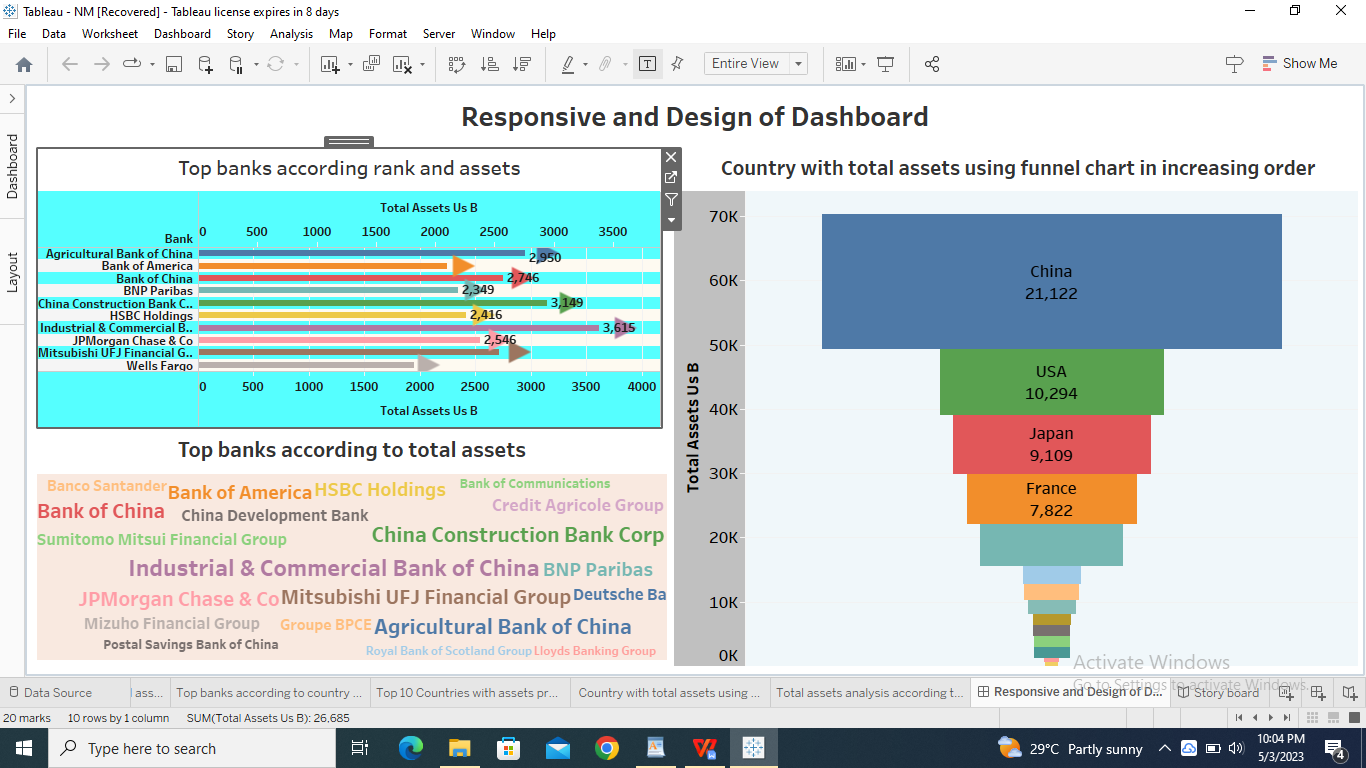 Tableau - NM [Recovered] - Tableau license expires in 8 days
File Data Worksheet Dashboard Story Analysis Map Format Server Window Help
Entire View
Show Me
Dashboard
Layout
Responsive and Design of Dashboard
Top banks according rank and assets
Total Assets Us B
0 500 1000 1500 2000 2500 3000 3500
Bank
Agricultural Bank of China 2,950
Bank of America
Bank of China 2,746
BNP Paribas 2,349
China Construction Bank C.. 3,149
HSBC Holdings 2,416
Industrial & Commercial B.. 3,615
JPMorgan Chase & Co 2,546
Mitsubishi UFJ Financial G..
Wells Fargo
0 500 1000 1500 2000 2500 3000 3500 4000
Total Assets Us B
Top banks according to total assets
Banco Santander Bank of America HSBC Holdings Bank of Communications
Bank of China China Development Bank Credit Agricole Group
Sumitomo Mitsui Financial Group China Construction Bank Corp
Industrial & Commercial Bank of China BNP Paribas
JPMorgan Chase & Co Mitsubishi UFJ Financial Group Deutsche Ba
Mizuho Financial Group Groupe BPCE Agricultural Bank of China
Postal Savings Bank of China Royal Bank of Scotland Group Lloyds Banking Group
Country with total assets using funnel chart in increasing order
Total Assets Us B
70K
60K
50K
40K
30K
20K
10K
0K
China
21,122
USA
10,294
Japan
9,109
France
7,822
Activate Windows
Go to Settings to activate Windows.
Data Source l ass... Top banks according to country ... Top 10 Countries with assets pr... Country with total assets using ... Total assets analysis according t... Responsive and Design of D... Story board
20 marks 10 rows by 1 column SUM(Total Assets Us B): 26.685
Type here to search
29°C Partly sunny
10:04 PM
5/3/2023
4